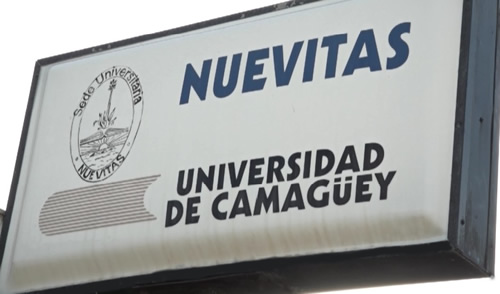 Sede Universitaria
NUEVITAS
NUEVITAS
UNIVERSIDAD
DE CAMAGÜEY